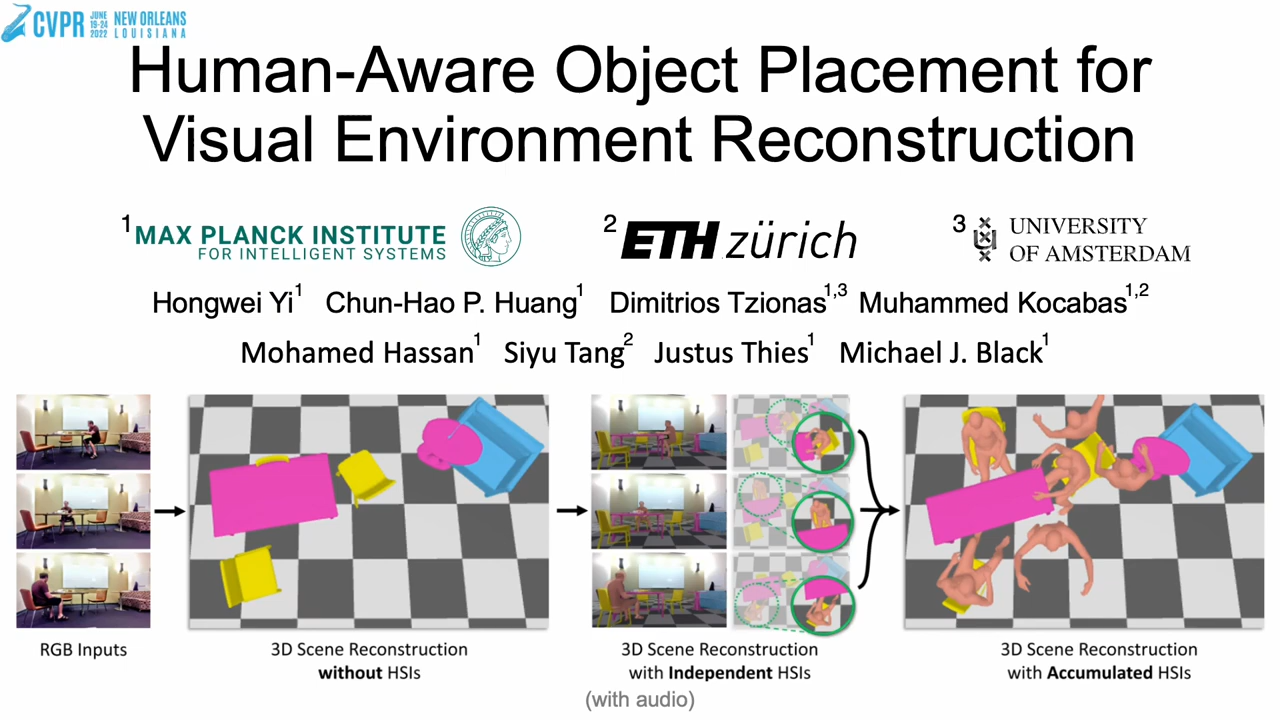 CVPR JUNE 19-24 2022 NEW ORLEANS LOUISIANA
Human-Aware Object Placement for
Visual Environment Reconstruction
1 MAX PLANCK INSTITUTE
FOR INTELLIGENT SYSTEMS
2 ETH zürich
3 UNIVERSITY
OF AMSTERDAM
Hongwei Yi1 Chun-Hao P. Huang1 Dimitrios Tzionas1,3 Muhammed Kocabas1,2
Mohamed Hassan1 Siyu Tang2 Justus Thies1 Michael J. Black1
RGB Inputs
3D Scene Reconstruction
without HSIs
3D Scene Reconstruction
with Independent HSIs
3D Scene Reconstruction
with Accumulated HSIs
(with audio)